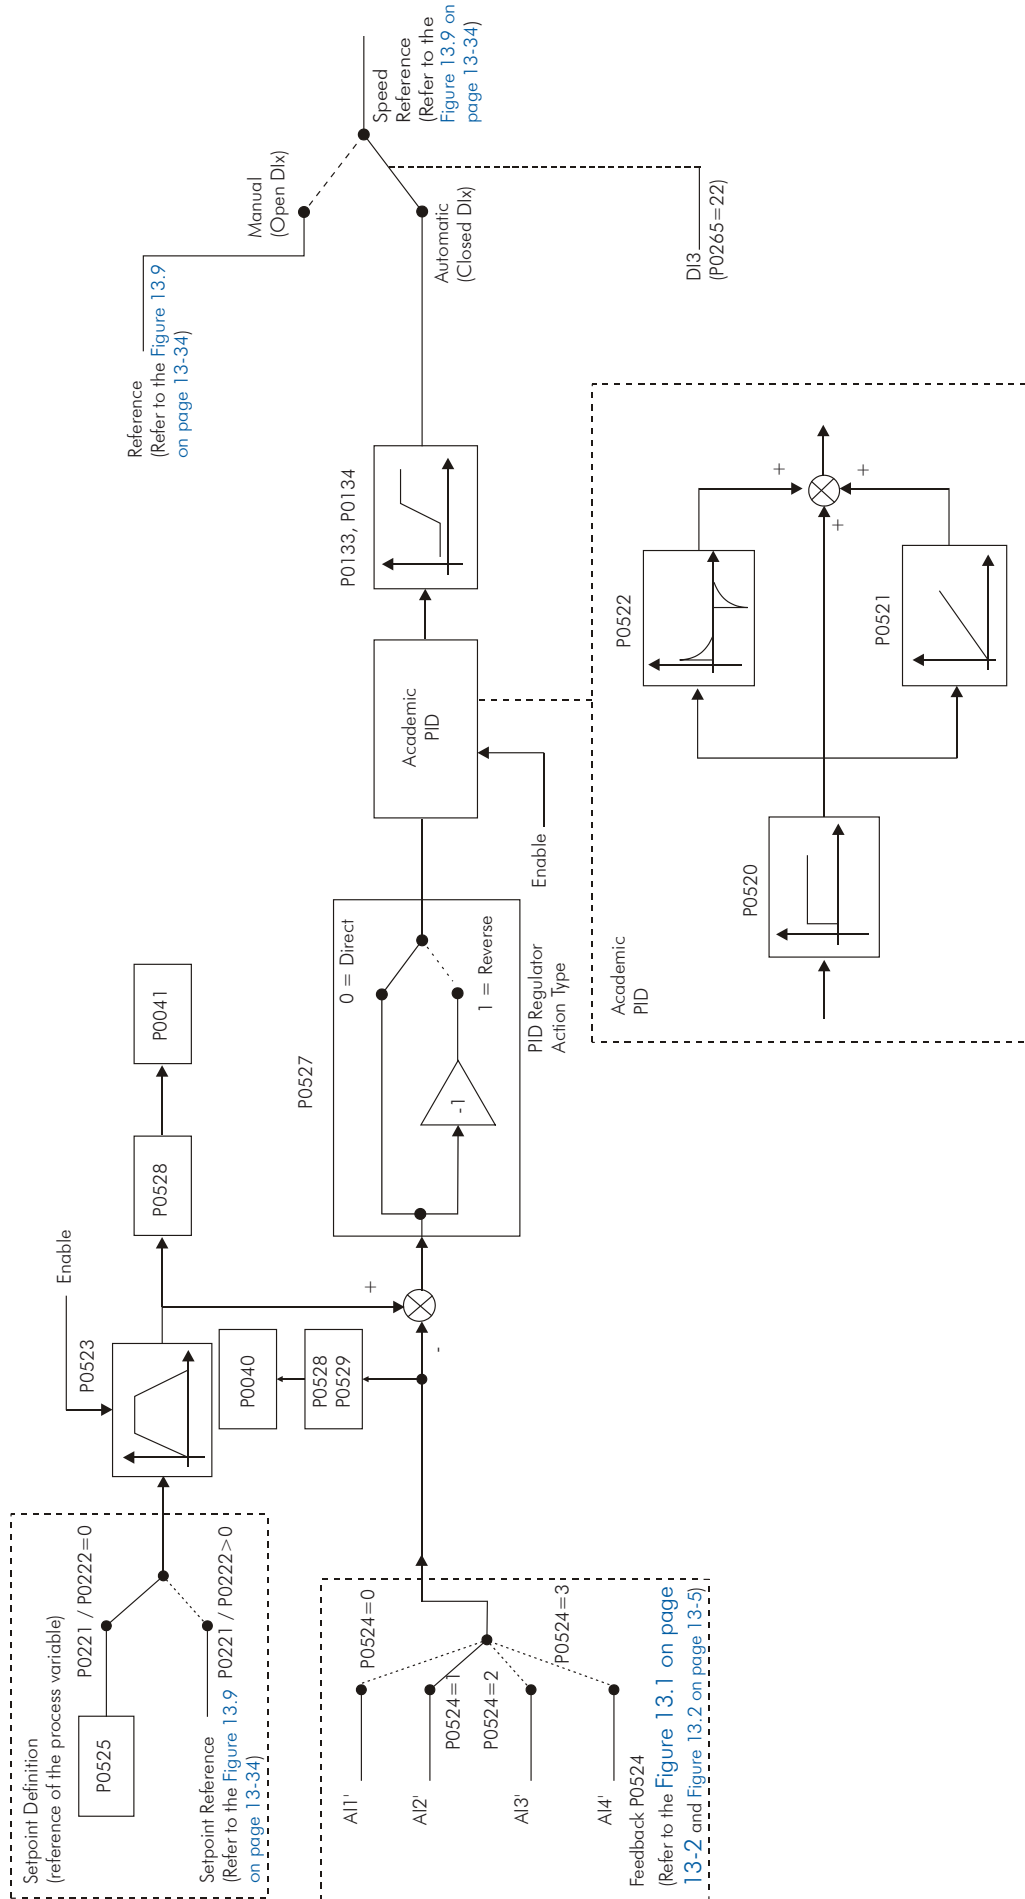 Setpoint Definition
(reference of the process variable)
P0525
P0221 / P0222=0
P0221 / P0222>0
Setpoint Reference
(Refer to the Figure 13.9
on page 13-34)
P0523
Enable
P0528
P0041
P0040
P0528
P0529
+
-
AI1'
AI2'
AI3'
AI4'
P0524=0
P0524=1
P0524=2
P0524=3
Feedback P0524
(Refer to the Figure 13.1 on page
13-2 and Figure 13.2 on page 13-5)
P0527
0 = Direct
-1
1 = Reverse
PID Regulator
Action Type
Enable
Academic
PID
P0133, P0134
Reference
(Refer to the Figure 13.9
on page 13-34)
Manual
(Open DIx)
Automatic
(Closed DIx)
Speed
Reference
(Refer to the
Figure 13.9 on
page 13-34)
DI3
(P0265=22)
Academic
PID
P0520
P0522
P0521
+
+
+